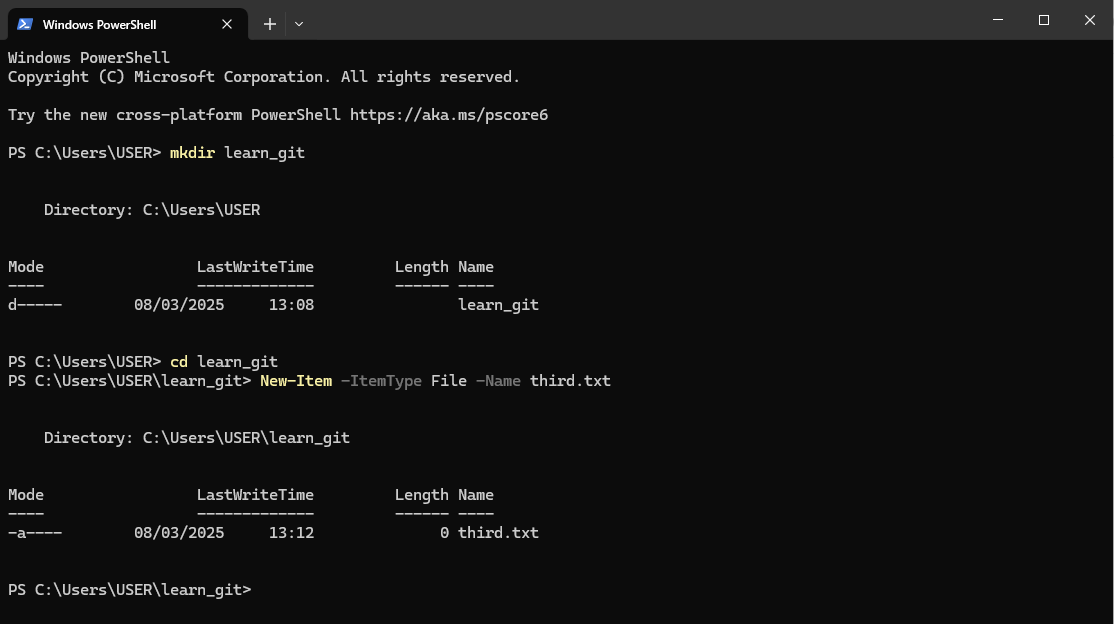 Windows PowerShell
Windows PowerShell
Copyright (C) Microsoft Corporation. All rights reserved.
Try the new cross-platform PowerShell https://aka.ms/pscore6
PS C:\Users\USER> mkdir learn_git
    Directory: C:\Users\USER
Mode                 LastWriteTime         Length Name
----                 -------------         ------ ----
d-----        08/03/2025     13:08                learn_git
PS C:\Users\USER> cd learn_git
PS C:\Users\USER\learn_git> New-Item -ItemType File -Name third.txt
    Directory: C:\Users\USER\learn_git
Mode                 LastWriteTime         Length Name
----                 -------------         ------ ----
-a----        08/03/2025     13:12              0 third.txt
PS C:\Users\USER\learn_git>